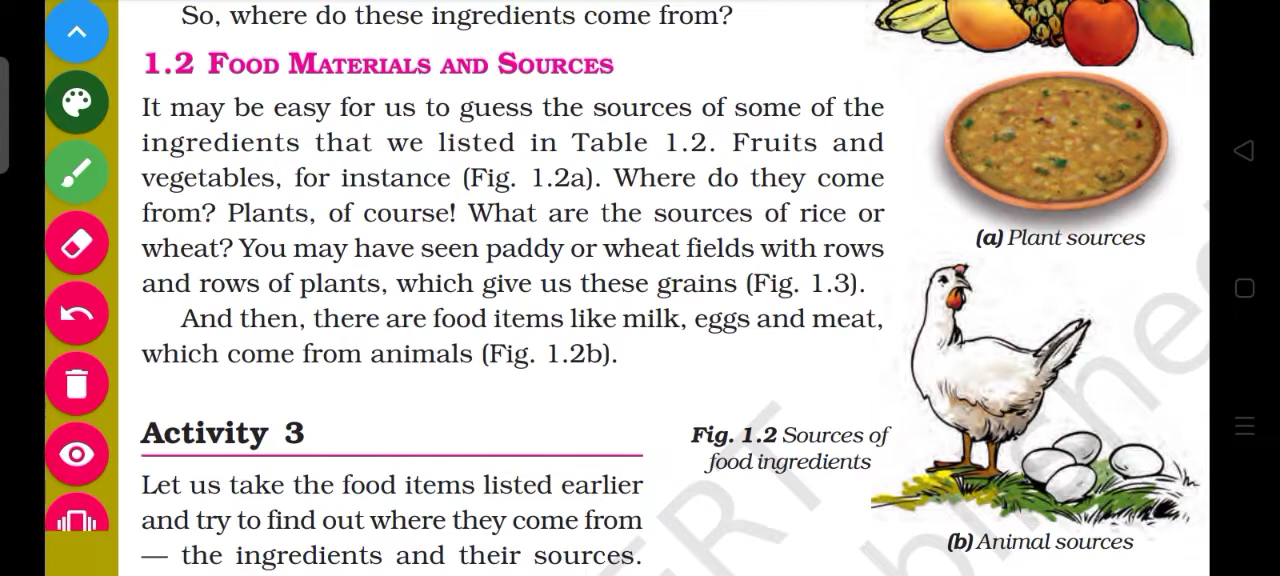 So, where do these ingredients come from?
1.2 Food Materials and Sources
It may be easy for us to guess the sources of some of the
ingredients that we listed in Table 1.2. Fruits and
vegetables, for instance (Fig. 1.2a). Where do they come
from? Plants, of course! What are the sources of rice or
wheat? You may have seen paddy or wheat fields with rows
and rows of plants, which give us these grains (Fig. 1.3).
And then, there are food items like milk, eggs and meat,
which come from animals (Fig. 1.2b).
Activity 3
Let us take the food items listed earlier
and try to find out where they come from
— the ingredients and their sources.
(a) Plant sources
Fig. 1.2 Sources of
food ingredients
(b) Animal sources